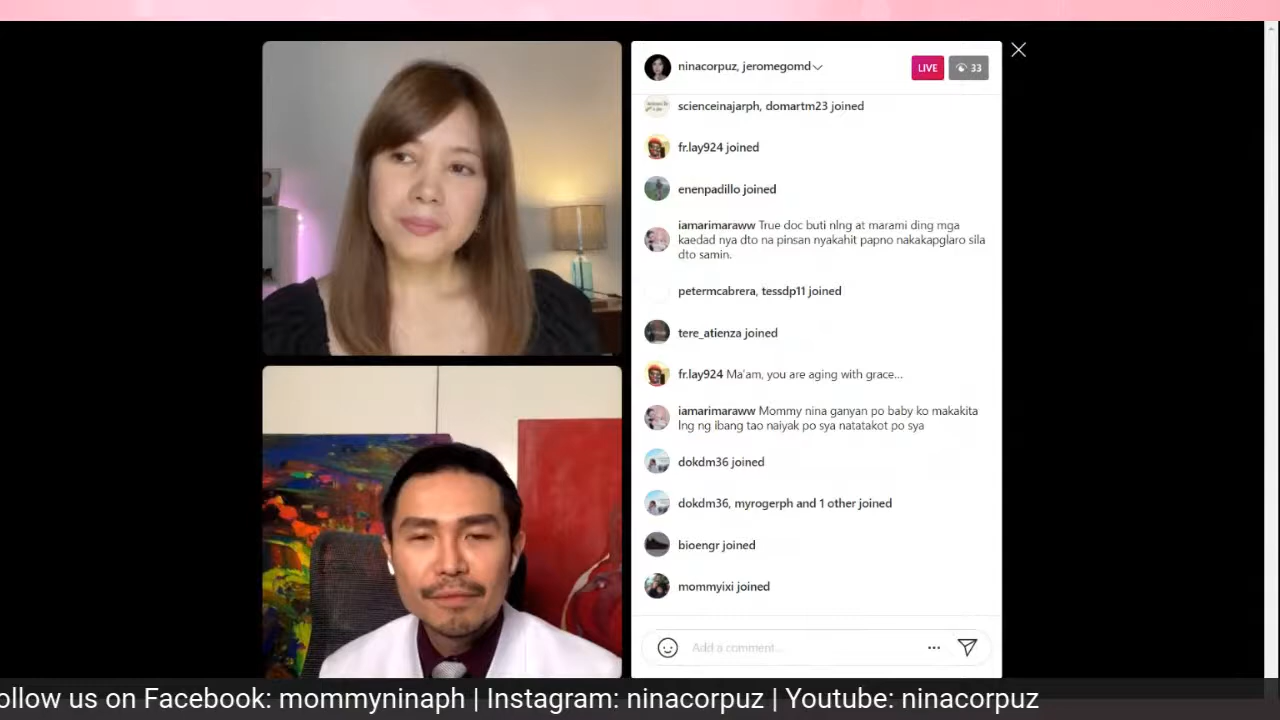 ninacorpuz, jeromegomd
LIVE
33
scienceinajarph, domartm23 joined
fr.lay924 joined
enenpadillo joined
iamarimaraww True doc buti nlng at marami ding mga
kaedad nya dto na pinsan nyakahit papno nakakapglaro sila
dto samin.
petermcabrera, tessdp11 joined
tere_atienza joined
fr.lay924 Ma'am, you are aging with grace...
iamarimaraww Mommy nina ganyan po baby ko makakita
lng ng ibang tao naiyak po sya natatakot po sya
dokdm36 joined
dokdm36, myrogerph and 1 other joined
bioengr joined
mommyixi joined
Add a comment...
ollow us on Facebook: mommyninaph | Instagram: ninacorpuz | Youtube: ninacorpuz